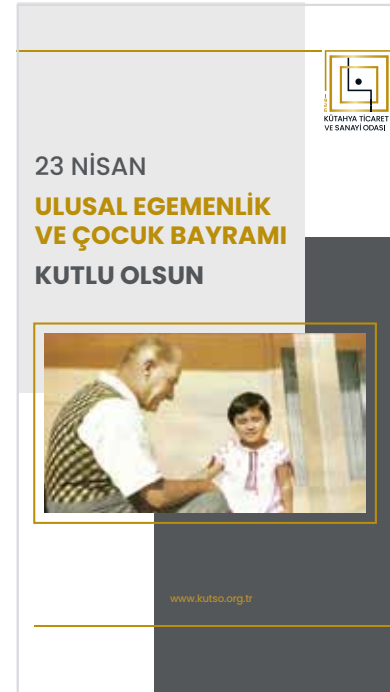 KÜTAHYA TİCARET
VE SANAYİ ODASI
23 NİSAN
ULUSAL EGEMENLİK
VE ÇOCUK BAYRAMI
KUTLU OLSUN
www.kutso.org.tr